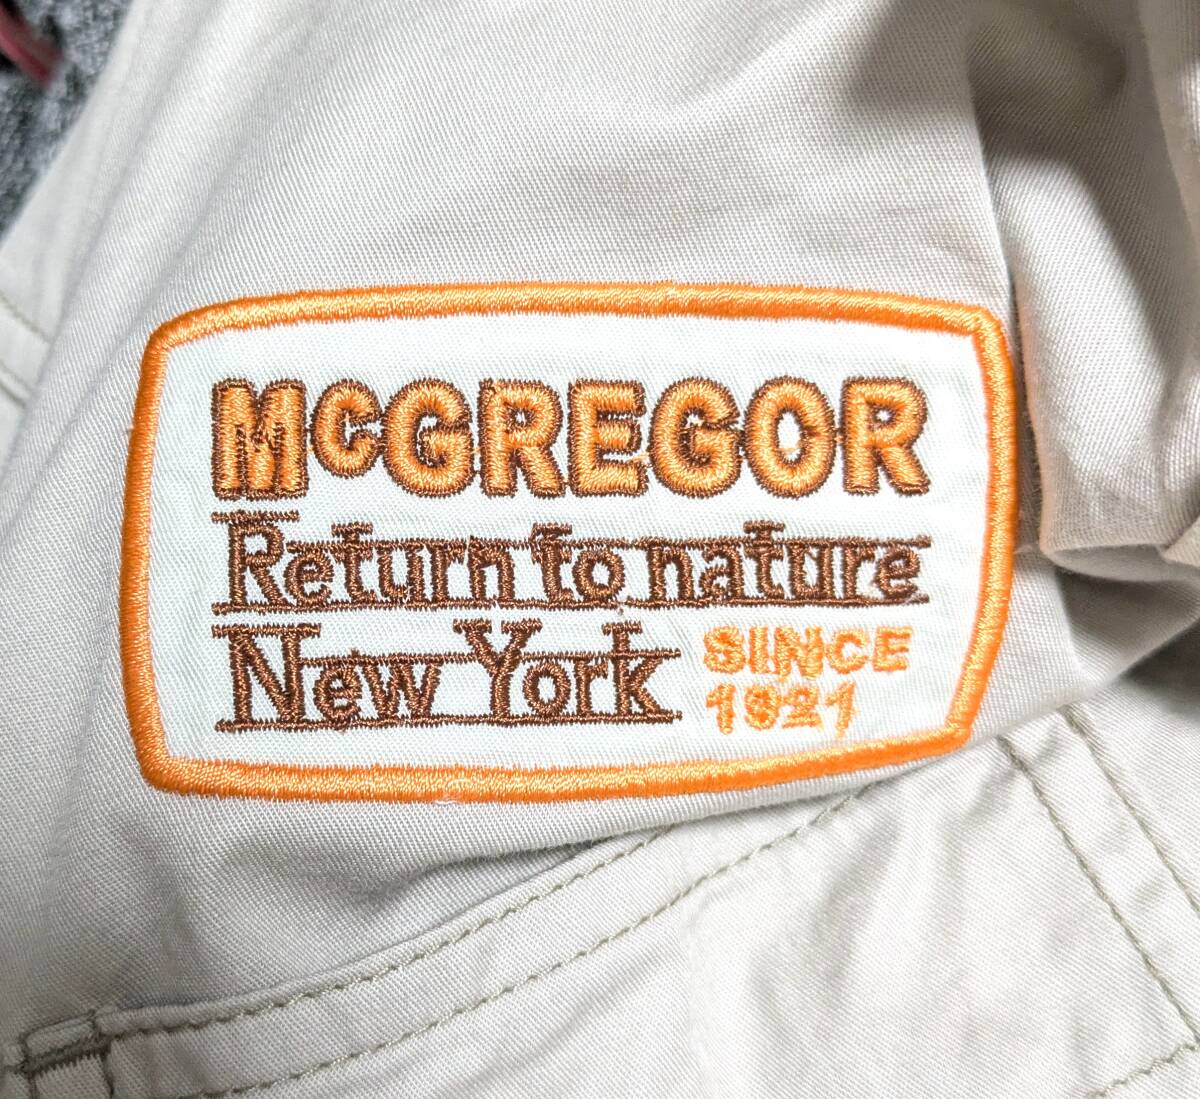 McGREGOR
Return to nature
New York SINCE
1921